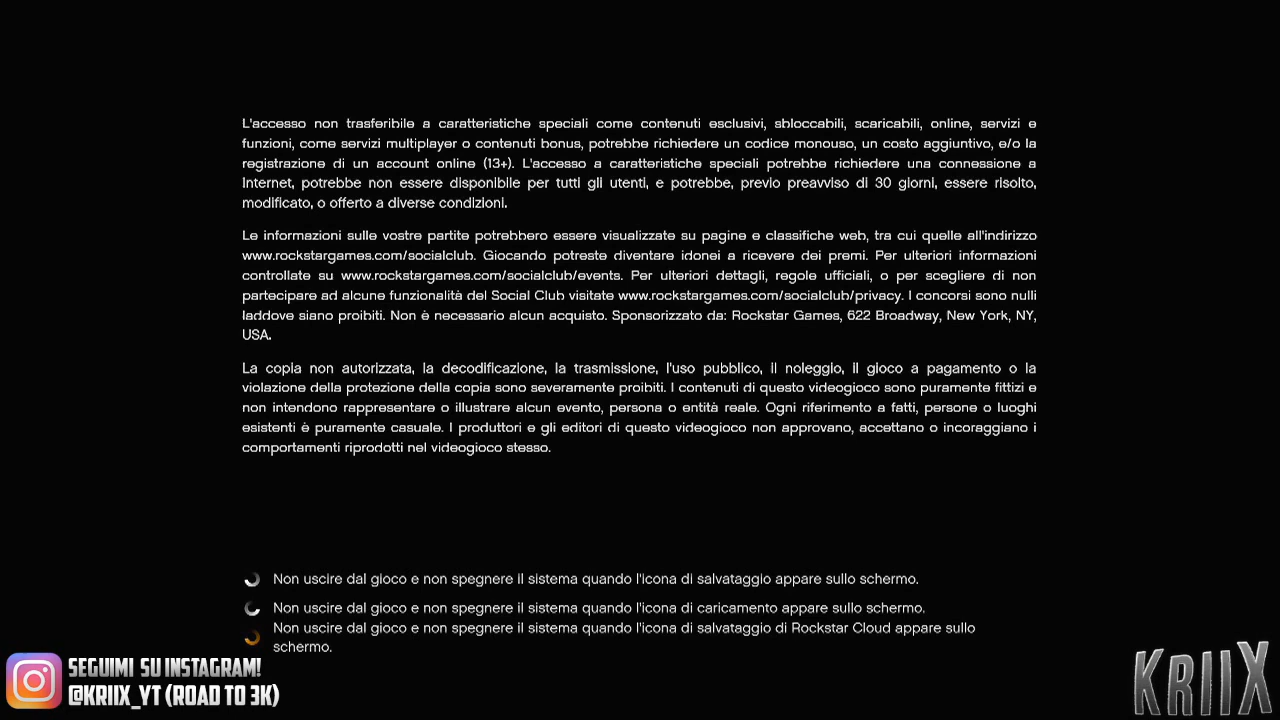 L'accesso non trasferibile a caratteristiche speciali come contenuti esclusivi, sbloccabili, scaricabili, online, servizi e
funzioni, come servizi multiplayer o contenuti bonus, potrebbe richiedere un codice monouso, un costo aggiuntivo, e/o la
registrazione di un account online (13+). L'accesso a caratteristiche speciali potrebbe richiedere una connessione a
Internet, potrebbe non essere disponibile per tutti gli utenti, e potrebbe, previo preavviso di 30 giorni, essere risolto,
modificato, o offerto a diverse condizioni.
Le informazioni sulle vostre partite potrebbero essere visualizzate su pagine e classifiche web, tra cui quelle all'indirizzo
www.rockstargames.com/socialclub. Giocando potreste diventare idonei a ricevere dei premi. Per ulteriori informazioni
controllate su www.rockstargames.com/socialclub/events. Per ulteriori dettagli, regole ufficiali, o per scegliere di non
partecipare ad alcune funzionalità del Social Club visitate www.rockstargames.com/socialclub/privacy. I concorsi sono nulli
laddove siano proibiti. Non è necessario alcun acquisto. Sponsorizzato da: Rockstar Games, 622 Broadway, New York, NY,
USA.
La copia non autorizzata, la decodificazione, la trasmissione, l'uso pubblico, il noleggio, il gioco a pagamento o la
violazione della protezione della copia sono severamente proibiti. I contenuti di questo videogioco sono puramente fittizi e
non intendono rappresentare o illustrare alcun evento, persona o entità reale. Ogni riferimento a fatti, persone o luoghi
esistenti è puramente casuale. I produttori e gli editori di questo videogioco non approvano, accettano o incoraggiano i
comportamenti riprodotti nel videogioco stesso.
Non uscire dal gioco e non spegnere il sistema quando l'icona di salvataggio appare sullo schermo.
Non uscire dal gioco e non spegnere il sistema quando l'icona di caricamento appare sullo schermo.
Non uscire dal gioco e non spegnere il sistema quando l'icona di salvataggio di Rockstar Cloud appare sullo
schermo.
SEGUIMI SU INSTAGRAM!
@KRIIX_YT (ROAD TO 3K)
KRIIX